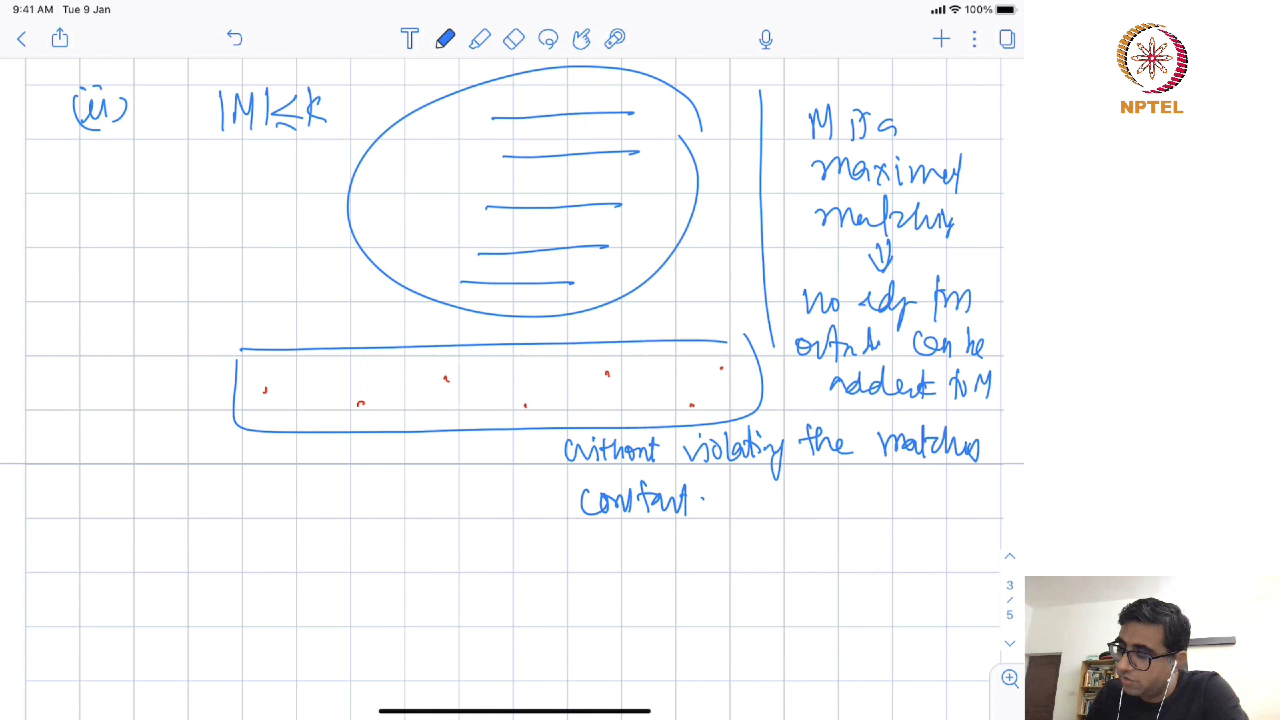 9:41 AM Tue 9 Jan
100%
NPTEL
(ii) |M| ≤ k
M is a
maximal
matching
⇓
no edge from
outside can be
added to M
without violating the matching
constraint.
3
/
5